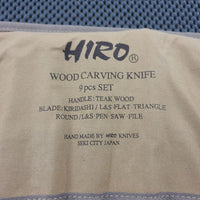 HIRO®
WOOD CARVING KNIFE
9 pcs SET
HANDLE: TEAK WOOD
BLADE: KIRIDASHI / L&S FLAT · TRIANGLE
ROUND / L&S · PEN · SAW · FILE
HAND MADE BY HIRO KNIVES
SEKI CITY JAPAN